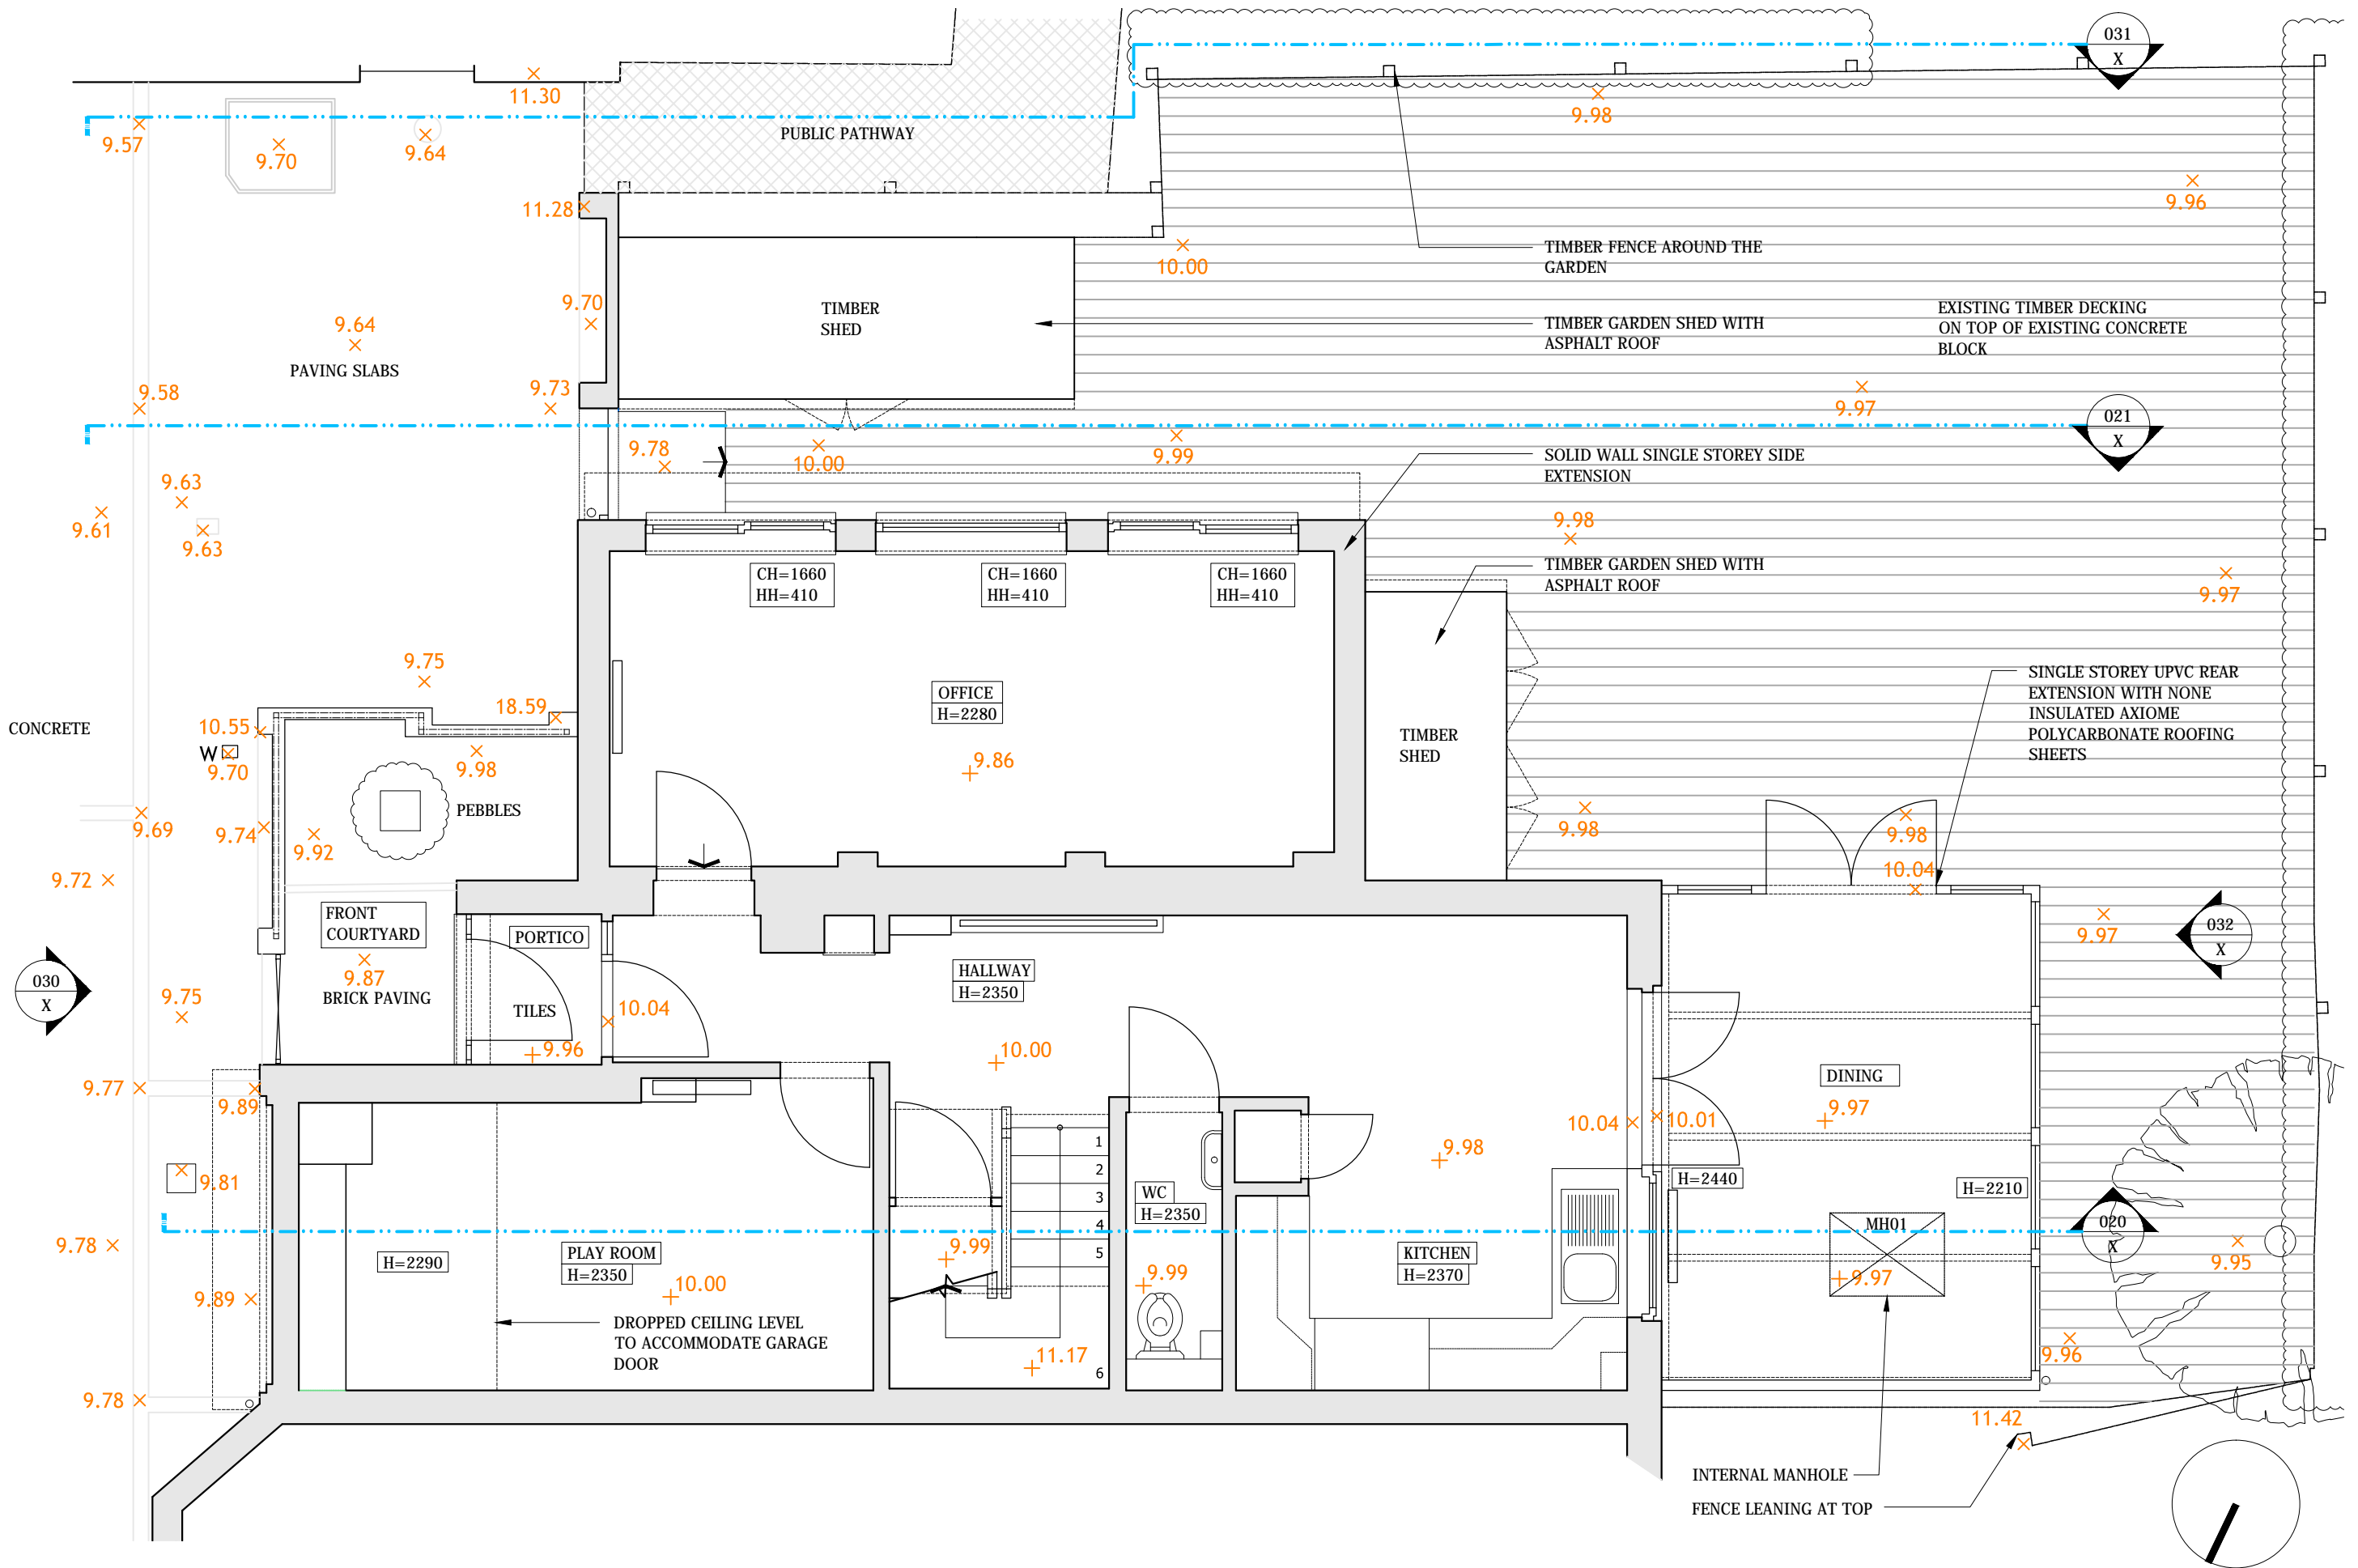 031
X
11.30
9.98
9.57
9.70
9.64
PUBLIC PATHWAY
9.96
11.28
TIMBER FENCE AROUND THE
GARDEN
10.00
9.70
TIMBER
SHED
EXISTING TIMBER DECKING
ON TOP OF EXISTING CONCRETE
BLOCK
9.64
TIMBER GARDEN SHED WITH
ASPHALT ROOF
PAVING SLABS
9.58
9.73
9.97
021
X
9.78
10.00
9.99
SOLID WALL SINGLE STOREY SIDE
EXTENSION
9.63
9.61
9.63
9.98
CH=1660
HH=410
CH=1660
HH=410
CH=1660
HH=410
TIMBER GARDEN SHED WITH
ASPHALT ROOF
9.97
9.75
OFFICE
H=2280
SINGLE STOREY UPVC REAR
EXTENSION WITH NONE
INSULATED AXIOME
POLYCARBONATE ROOFING
SHEETS
18.59
10.55
CONCRETE
W
9.70
9.98
9.86
TIMBER
SHED
PEBBLES
9.69
9.74
9.92
9.98
9.98
10.04
9.72
FRONT
COURTYARD
PORTICO
9.97
032
X
HALLWAY
H=2350
030
X
9.87
BRICK PAVING
9.75
TILES
10.04
9.96
10.00
DINING
9.77
9.89
9.97
10.04
10.01
1
2
3
4
5
6
9.98
9.81
WC
H=2350
H=2440
H=2210
020
X
MH01
9.78
H=2290
PLAY ROOM
H=2350
9.99
KITCHEN
H=2370
9.95
9.89
10.00
9.99
9.97
DROPPED CEILING LEVEL
TO ACCOMMODATE GARAGE
DOOR
11.17
9.96
9.78
11.42
INTERNAL MANHOLE
FENCE LEANING AT TOP